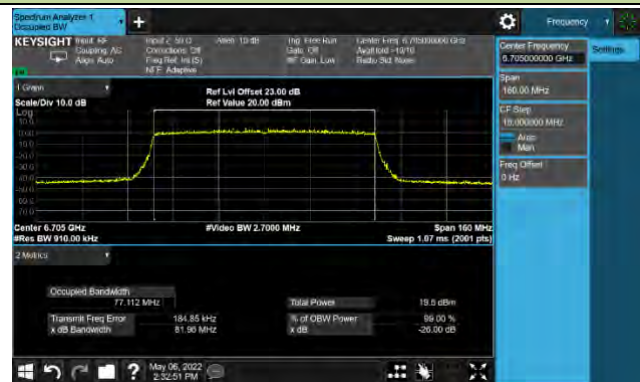 Spectrum Analyzer 1
Occupied BW
Frequency
KEYSIGHT Input: RF
Coupling: AC
Align: Auto
Input Z: 50 Ω
Corrections: Off
Freq Ref: Int (S)
NFE: Adaptive
Atten: 10 dB
Trig: Free Run
Gate: Off
#IF Gain: Low
Center Freq: 6.705000000 GHz
Avg|Hold: >10/10
Radio Std: None
Center Frequency
6.705000000 GHz
Settings
Span
160.00 MHz
CF Step
16.000000 MHz
Auto
Man
Freq Offset
0 Hz
1 Graph
Scale/Div 10.0 dB
Ref Lvl Offset 23.00 dB
Ref Value 20.00 dBm
Log
Center 6.705 GHz
#Res BW 910.00 kHz
#Video BW 2.7000 MHz
Span 160 MHz
Sweep 1.07 ms (2001 pts)
2 Metrics
Occupied Bandwidth
77.112 MHz
Total Power 19.5 dBm
Transmit Freq Error 184.85 kHz
% of OBW Power 99.00 %
x dB Bandwidth 81.96 MHz
x dB -26.00 dB
May 06, 2022
2:32:51 PM